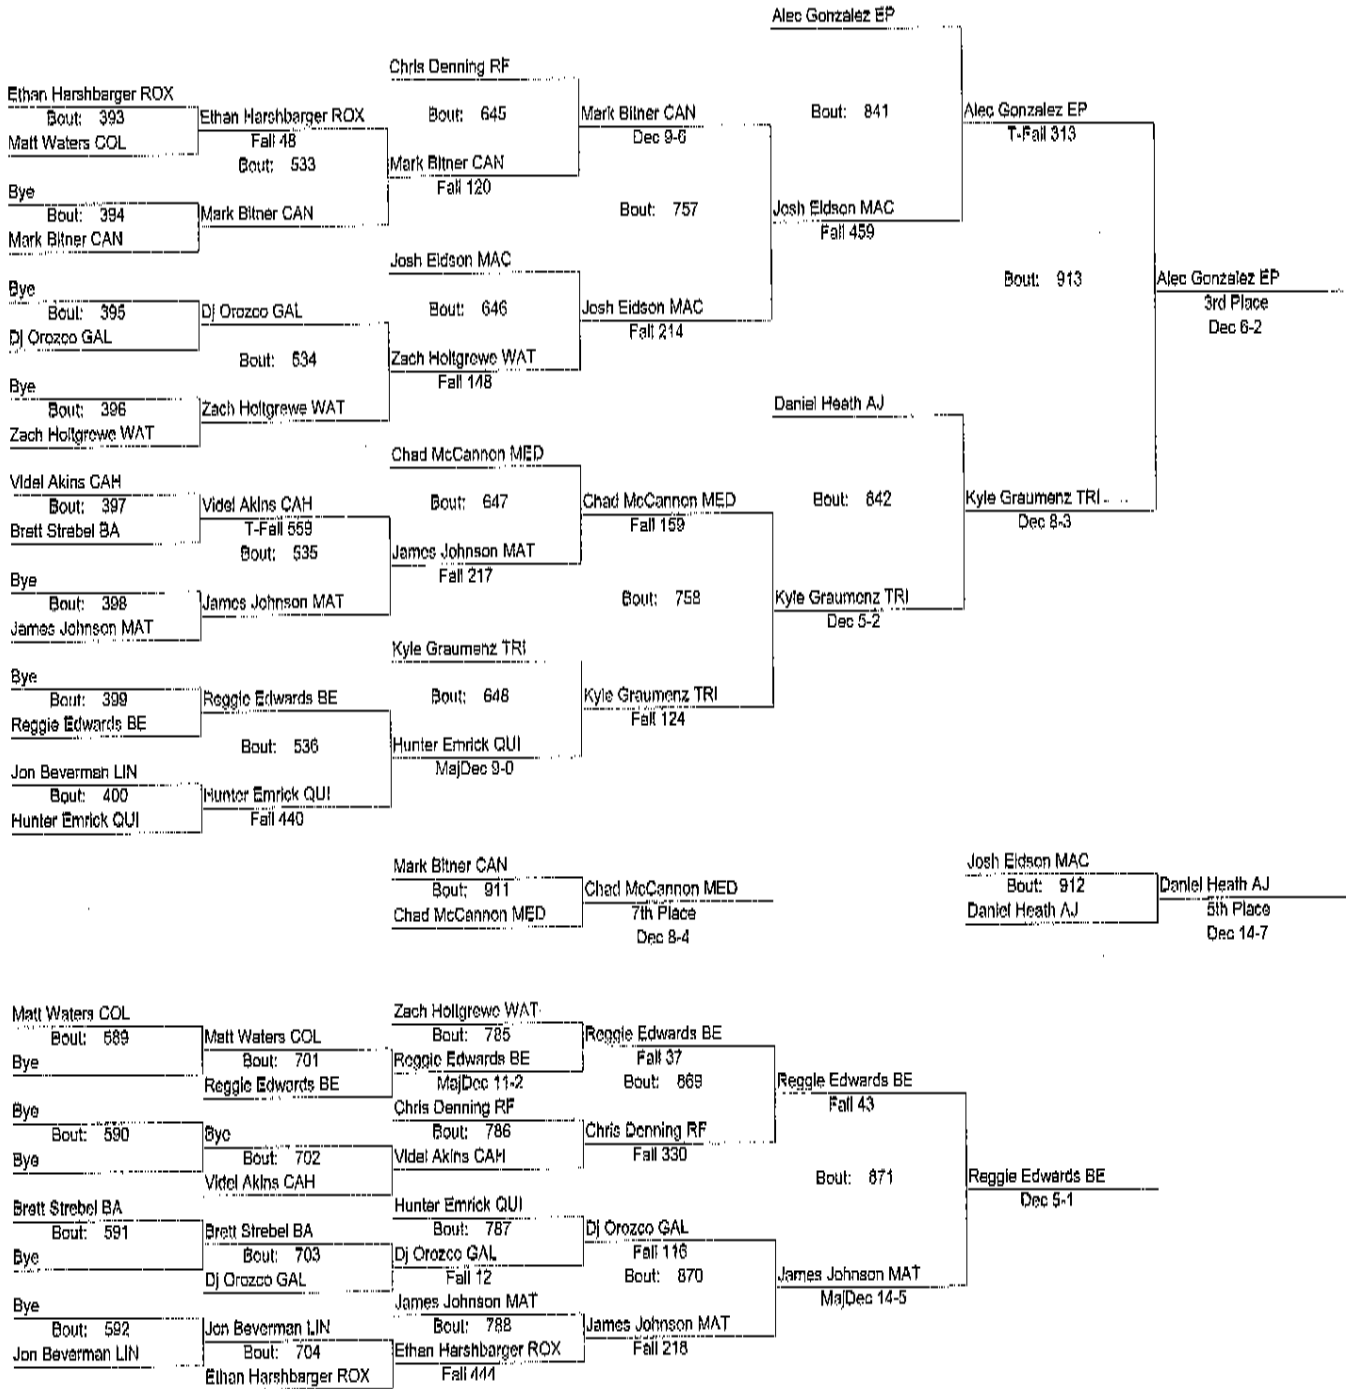 Alec Gonzalez EP
Chris Denning RF
Ethan Harshbarger ROX
Bout: 393
Matt Waters COL
Ethan Harshbarger ROX
Fall 48
Bout: 533
Bout: 645
Mark Bitner CAN
Dec 9-6
Bout: 841
Alec Gonzalez EP
T-Fall 313
Mark Bitner CAN
Fall 120
Bye
Bout: 394
Mark Bitner CAN
Mark Bitner CAN
Bout: 757
Josh Eidson MAC
Fall 459
Josh Eidson MAC
Bye
Bout: 395
Dj Orozco GAL
Dj Orozco GAL
Bout: 646
Josh Eidson MAC
Fall 214
Bout: 913
Alec Gonzalez EP
3rd Place
Dec 6-2
Bout: 534
Zach Holtgrewe WAT
Fall 148
Bye
Bout: 396
Zach Holtgrewe WAT
Zach Holtgrewe WAT
Daniel Heath AJ
Chad McCannon MED
Videl Akins CAH
Bout: 397
Brett Strebel BA
Videl Akins CAH
T-Fall 559
Bout: 535
Bout: 647
Chad McCannon MED
Fall 159
Bout: 842
Kyle Graumenz TRI
Dec 8-3
James Johnson MAT
Fall 217
Bye
Bout: 398
James Johnson MAT
James Johnson MAT
Bout: 758
Kyle Graumenz TRI
Dec 5-2
Kyle Graumenz TRI
Bye
Bout: 399
Reggie Edwards BE
Reggie Edwards BE
Bout: 648
Kyle Graumenz TRI
Fall 124
Bout: 536
Hunter Emrick QUI
MajDec 9-0
Jon Beverman LIN
Bout: 400
Hunter Emrick QUI
Hunter Emrick QUI
Fall 440
Mark Bitner CAN
Bout: 911
Chad McCannon MED
Chad McCannon MED
7th Place
Dec 8-4
Josh Eidson MAC
Bout: 912
Daniel Heath AJ
Daniel Heath AJ
5th Place
Dec 14-7
Matt Waters COL
Bout: 589
Bye
Matt Waters COL
Bout: 701
Reggie Edwards BE
Zach Holtgrewe WAT
Bout: 785
Reggie Edwards BE
MajDec 11-2
Reggie Edwards BE
Fall 37
Bout: 869
Reggie Edwards BE
Fall 43
Bye
Bout: 590
Bye
Bye
Bout: 702
Videl Akins CAH
Chris Denning RF
Bout: 786
Videl Akins CAH
Chris Denning RF
Fall 330
Bout: 871
Reggie Edwards BE
Dec 5-1
Brett Strebel BA
Bout: 591
Bye
Brett Strebel BA
Bout: 703
Dj Orozco GAL
Hunter Emrick QUI
Bout: 787
Dj Orozco GAL
Fall 12
Dj Orozco GAL
Fall 116
Bout: 870
James Johnson MAT
MajDec 14-5
Bye
Bout: 592
Jon Beverman LIN
Jon Beverman LIN
Bout: 704
Ethan Harshbarger ROX
James Johnson MAT
Bout: 788
Ethan Harshbarger ROX
Fall 444
James Johnson MAT
Fall 218